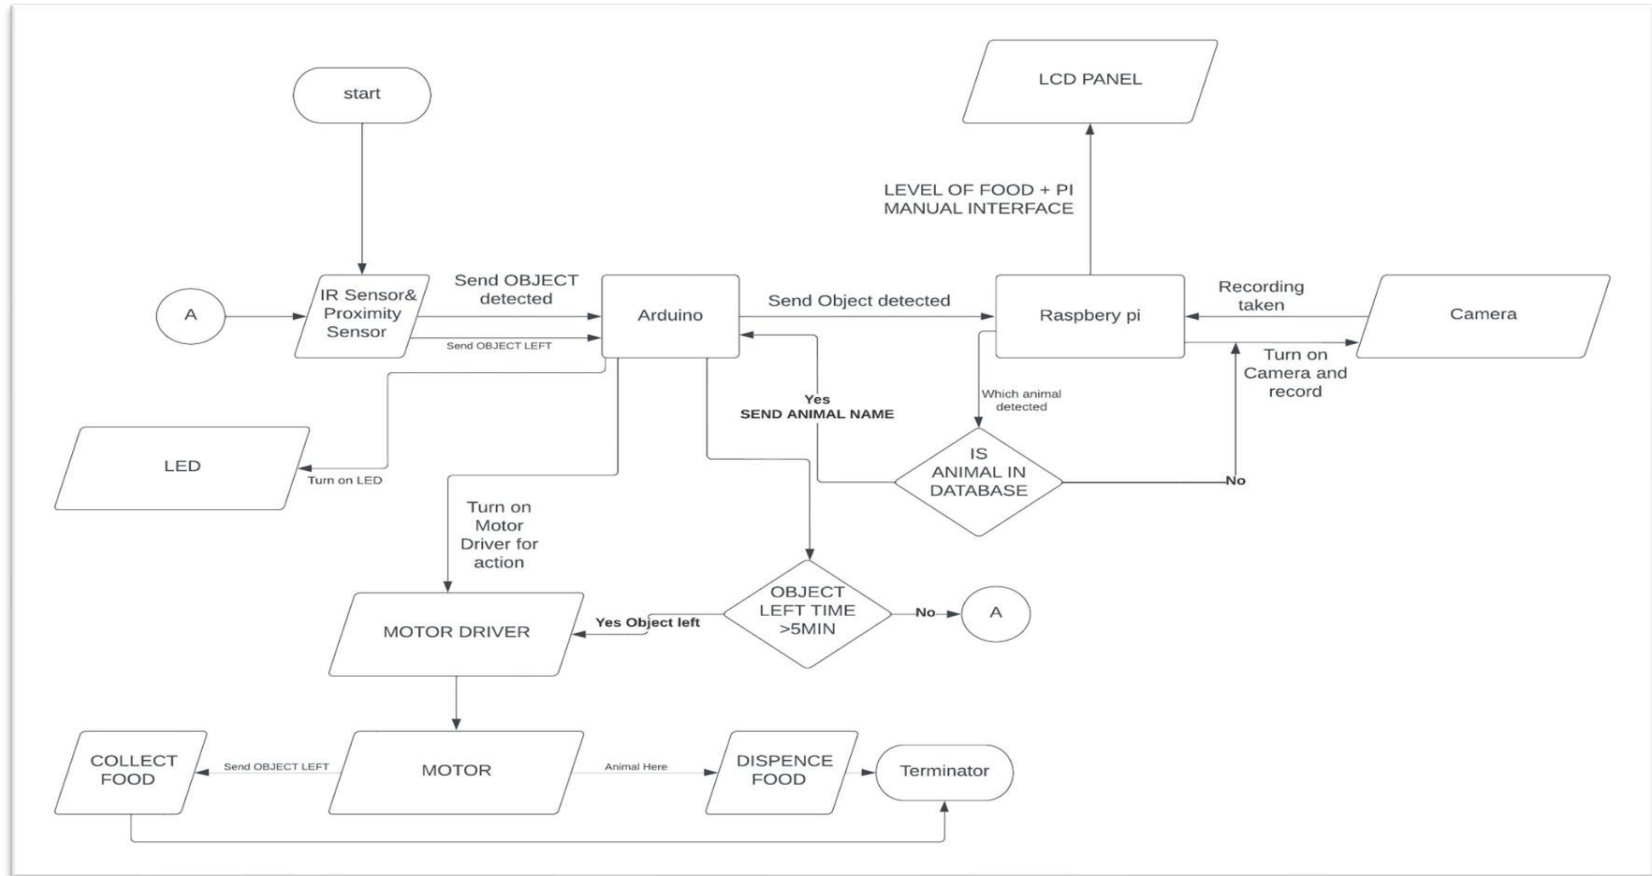 LCD PANEL
start
LEVEL OF FOOD + PI
MANUAL INTERFACE
A
IR Sensor&
Proximity
Sensor
Send OBJECT
detected
Send OBJECT LEFT
Arduino
Send Object detected
Raspbery pi
Recording
taken
Camera
Turn on
Camera and
record
Which animal
detected
Yes
SEND ANIMAL NAME
IS
ANIMAL IN
DATABASE
No
LED
Turn on LED
Turn on
Motor
Driver for
action
OBJECT
LEFT TIME
>5MIN
No
A
Yes Object left
MOTOR DRIVER
COLLECT
FOOD
Send OBJECT LEFT
MOTOR
Animal Here
DISPENCE
FOOD
Terminator